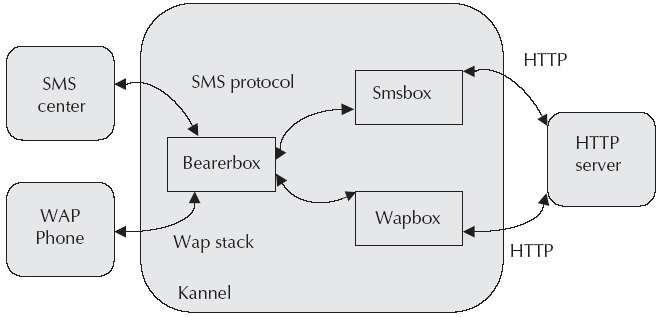 SMS
center
SMS protocol
Smsbox
HTTP
Bearerbox
HTTP
server
WAP
Phone
Wap stack
Wapbox
HTTP
Kannel